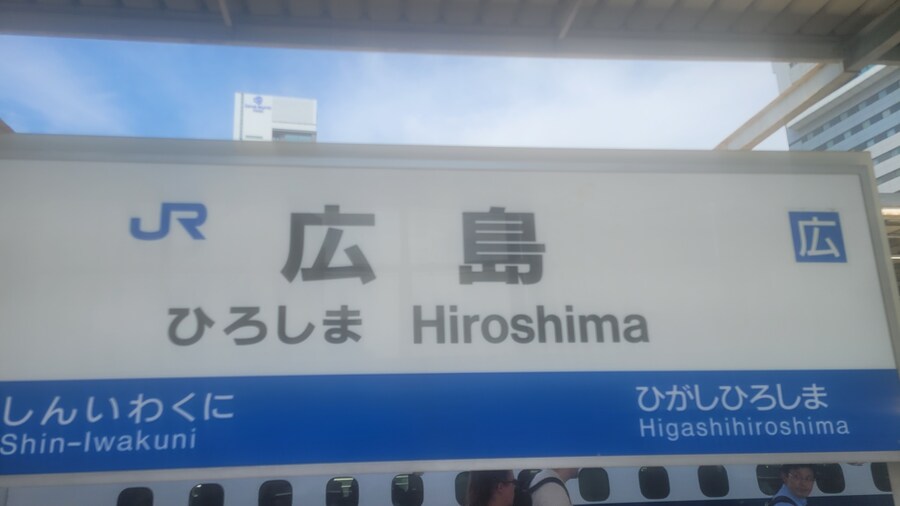 JR 広島 広
ひろしま Hiroshima
しんいわくに ひがしひろしま
Shin-Iwakuni Higashihiroshima